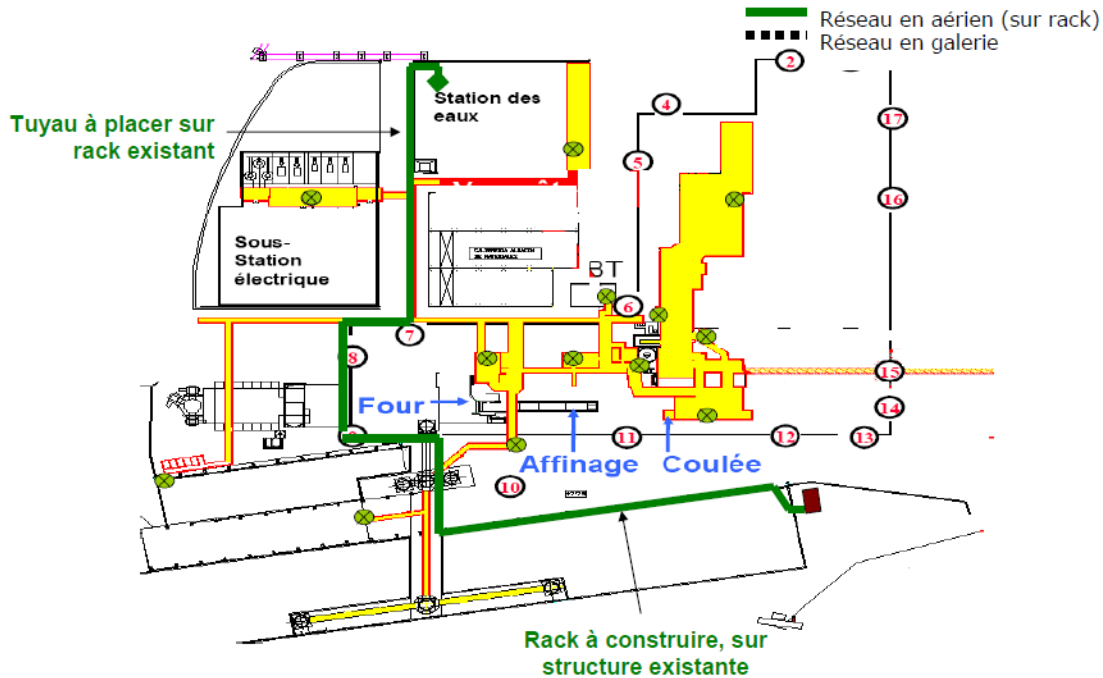 Réseau en aérien (sur rack)
Réseau en galerie
2
4
17
5
Station des
eaux
Tuyau à placer sur
rack existant
16
Sous-
Station
électrique
BT
6
7
8
15
Four
14
9
11
12
13
Affinage
Coulée
10
Rack à construire, sur
structure existante